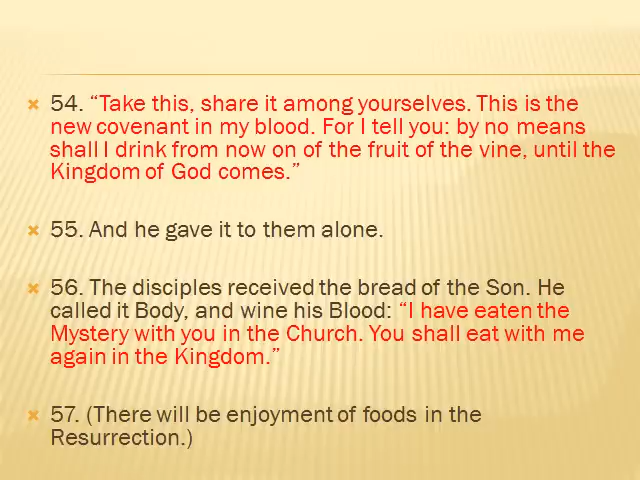 54. “Take this, share it among yourselves. This is the
new covenant in my blood. For I tell you: by no means
shall I drink from now on of the fruit of the vine, until the
Kingdom of God comes.”
55. And he gave it to them alone.
56. The disciples received the bread of the Son. He
called it Body, and wine his Blood: “I have eaten the
Mystery with you in the Church. You shall eat with me
again in the Kingdom.”
57. (There will be enjoyment of foods in the
Resurrection.)